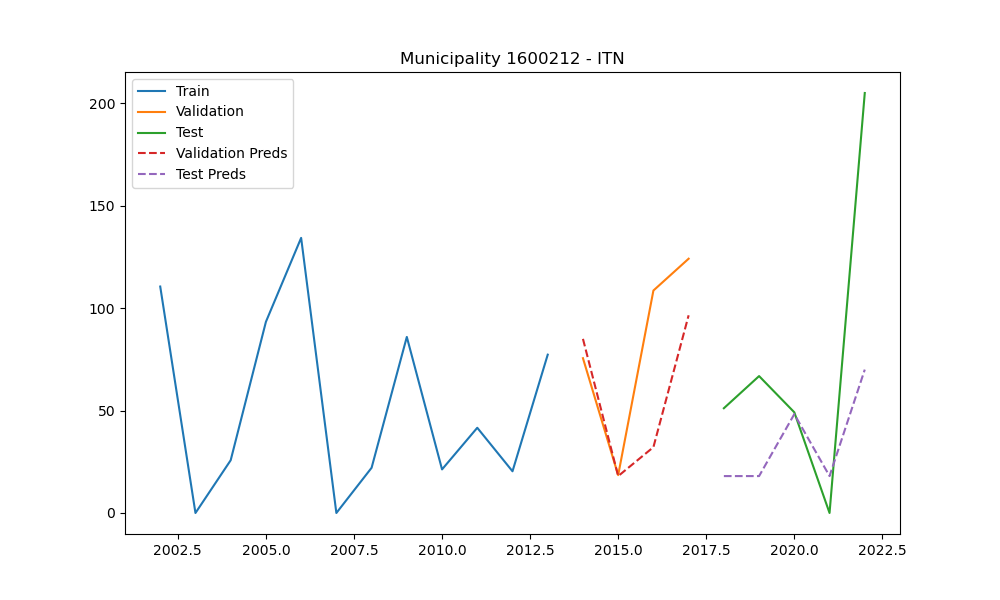 Municipality 1600212 - ITN
Train
Validation
Test
Validation Preds
Test Preds
200
150
100
50
0
2002.5 2005.0 2007.5 2010.0 2012.5 2015.0 2017.5 2020.0 2022.5